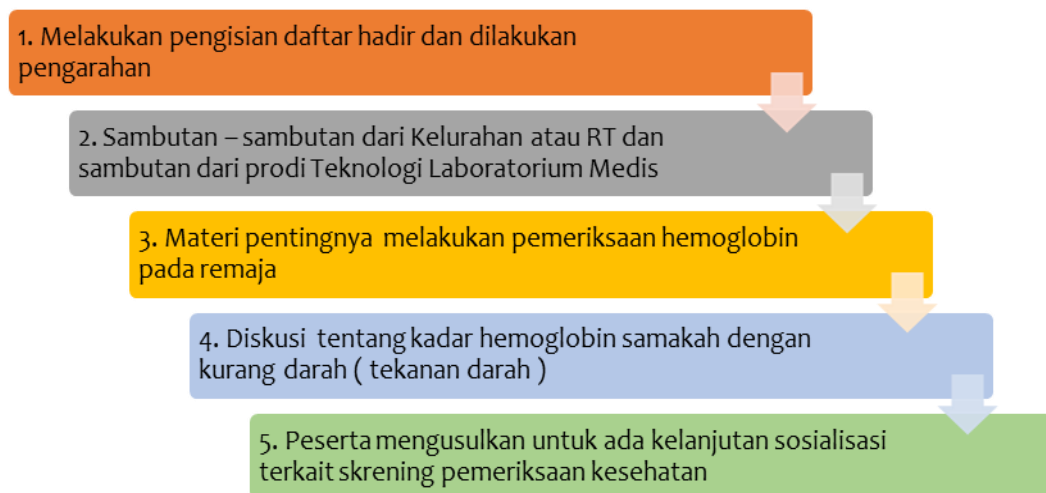 1. Melakukan pengisian daftar hadir dan dilakukan
pengarahan
2. Sambutan – sambutan dari Kelurahan atau RT dan
sambutan dari prodi Teknologi Laboratorium Medis
3. Materi pentingnya melakukan pemeriksaan hemoglobin
pada remaja
4. Diskusi tentang kadar hemoglobin samakah dengan
kurang darah ( tekanan darah )
5. Peserta mengusulkan untuk ada kelanjutan sosialisasi
terkait skrening pemeriksaan kesehatan